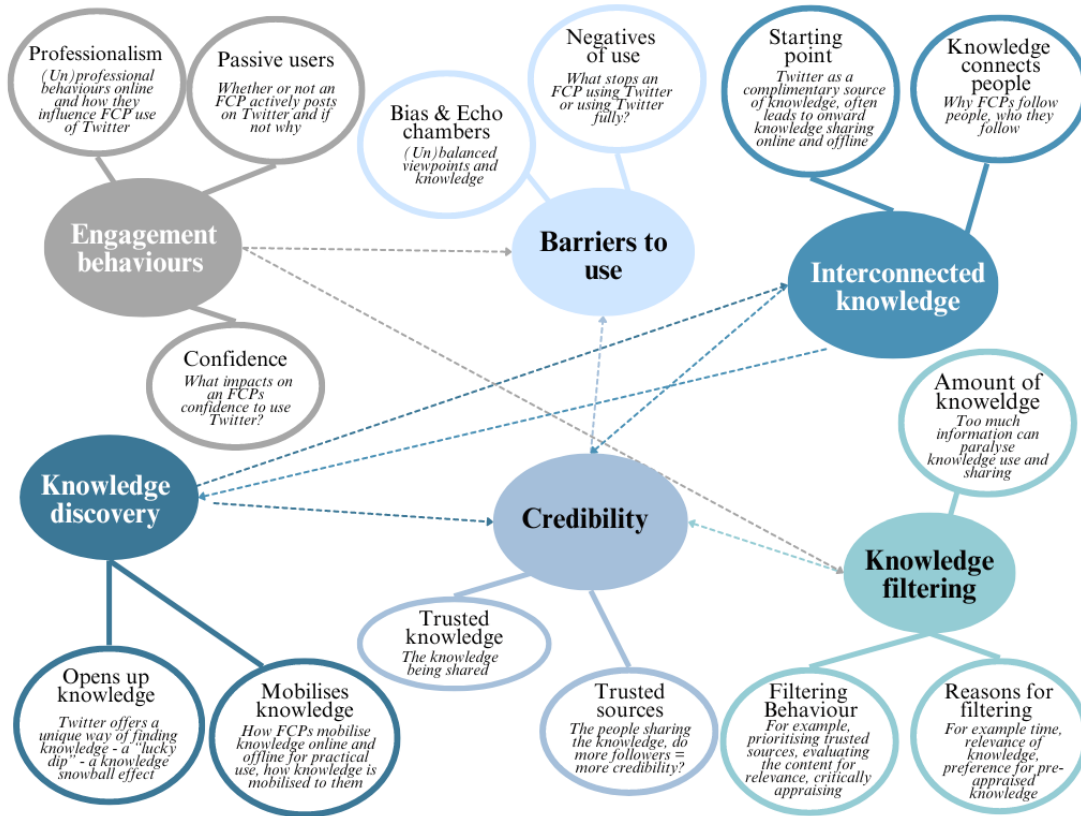 Professionalism
(Un)professional
behaviours online
and how they
influence FCP use
of Twitter
Passive users
Whether or not an
FCP actively posts
on Twitter and if
not why
Negatives
of use
What stops an
FCP using Twitter
or using Twitter
fully?
Bias & Echo
chambers
(Un)balanced
viewpoints and
knowledge
Starting
point
Twitter as a
complimentary source
of knowledge, often
leads to onward
knowledge sharing
online and offline
Knowledge
connects
people
Why FCPs follow
people, who they
follow
Engagement
behaviours
Barriers to
use
Interconnected
knowledge
Confidence
What impacts on
an FCPs
confidence to use
Twitter?
Amount of
knoweldge
Too much
information can
paralyse
knowledge use and
sharing
Knowledge
discovery
Credibility
Knowledge
filtering
Opens up
knowledge
Twitter offers a
unique way of finding
knowledge - a "lucky
dip" - a knowledge
snowball effect
Mobilises
knowledge
How FCPs mobilise
knowledge online and
offline for practical
use, how knowledge is
mobilised to them
Trusted
knowledge
The knowledge
being shared
Trusted
sources
The people sharing
the knowledge, do
more followers =
more credibility?
Filtering
Behaviour
For example,
prioritising trusted
sources, evaluating
the content for
relevance, critically
appraising
Reasons for
filtering
For example time,
relevance of
knowledge,
preference for pre-
appraised
knowledge